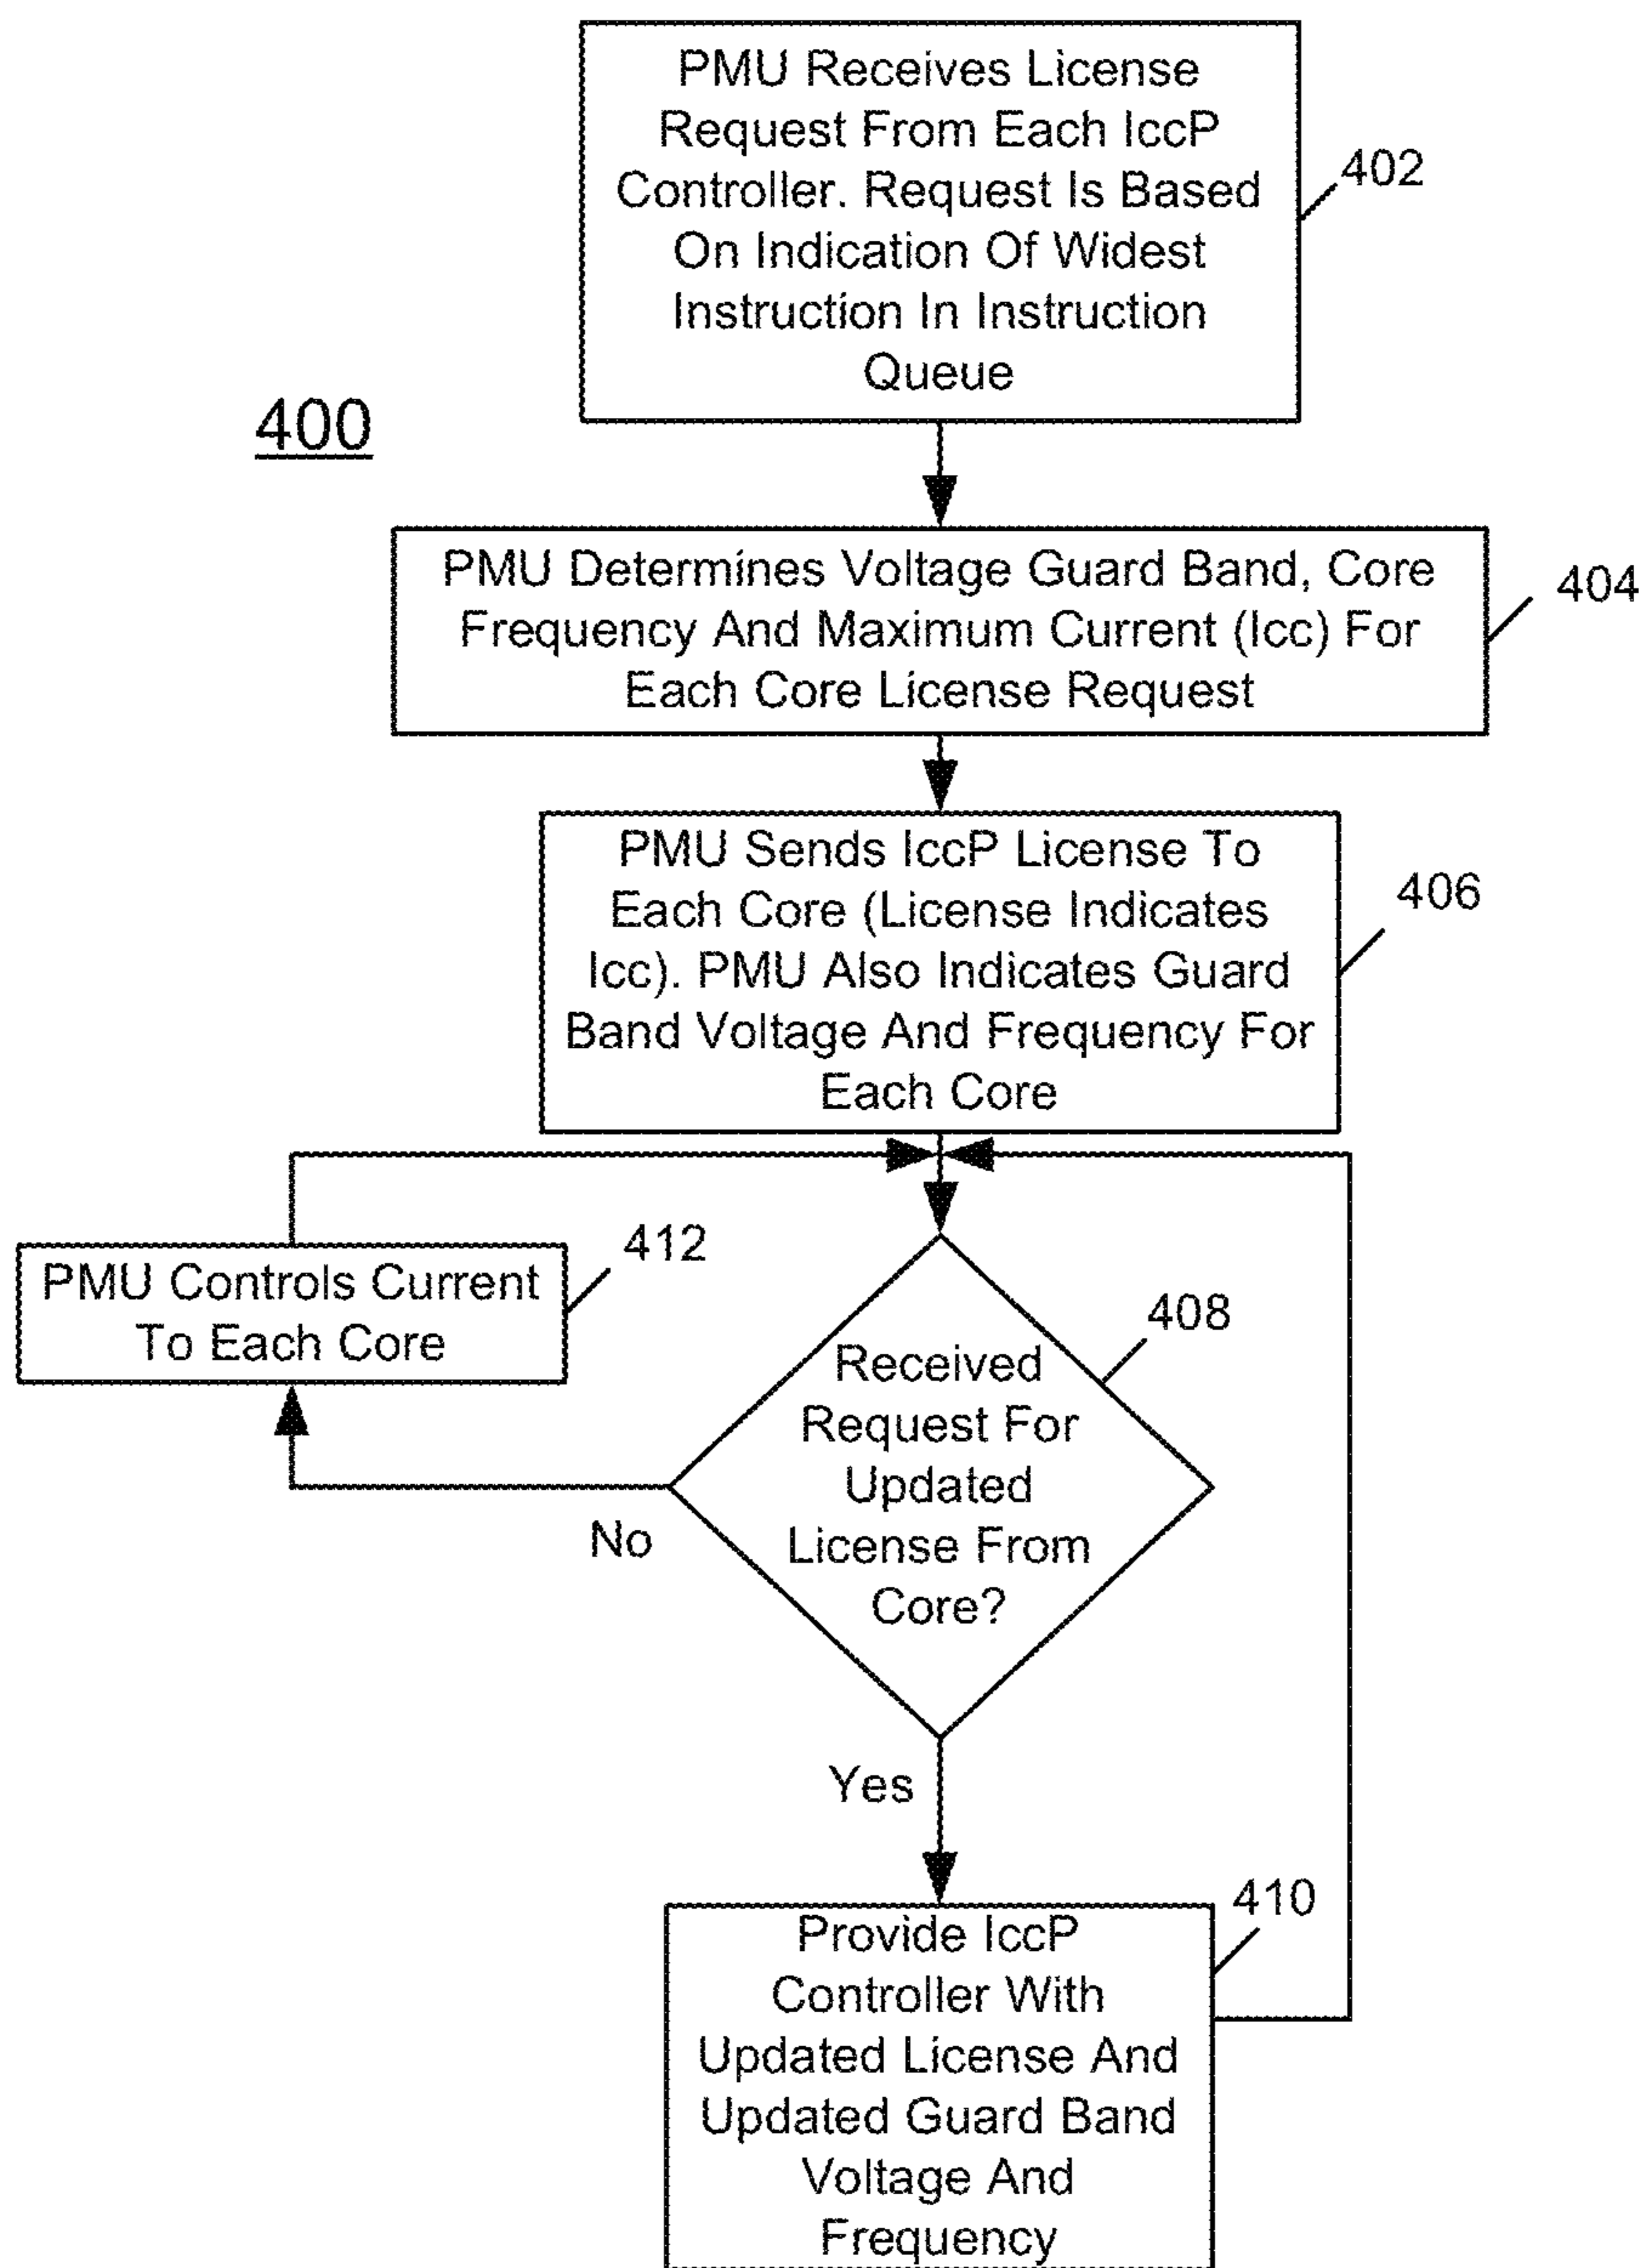 PMU Receives License
Request From Each IccP
Controller. Request Is Based
On Indication Of Widest
Instruction In Instruction
Queue
402
400
PMU Determines Voltage Guard Band, Core
Frequency And Maximum Current (Icc) For
Each Core License Request
404
PMU Sends IccP License To
Each Core (License Indicates
Icc). PMU Also Indicates Guard
Band Voltage And Frequency For
Each Core
406
PMU Controls Current
To Each Core
412
Received
Request For
Updated
License From
Core?
408
No
Yes
Provide IccP
Controller With
Updated License And
Updated Guard Band
Voltage And
Frequency
410